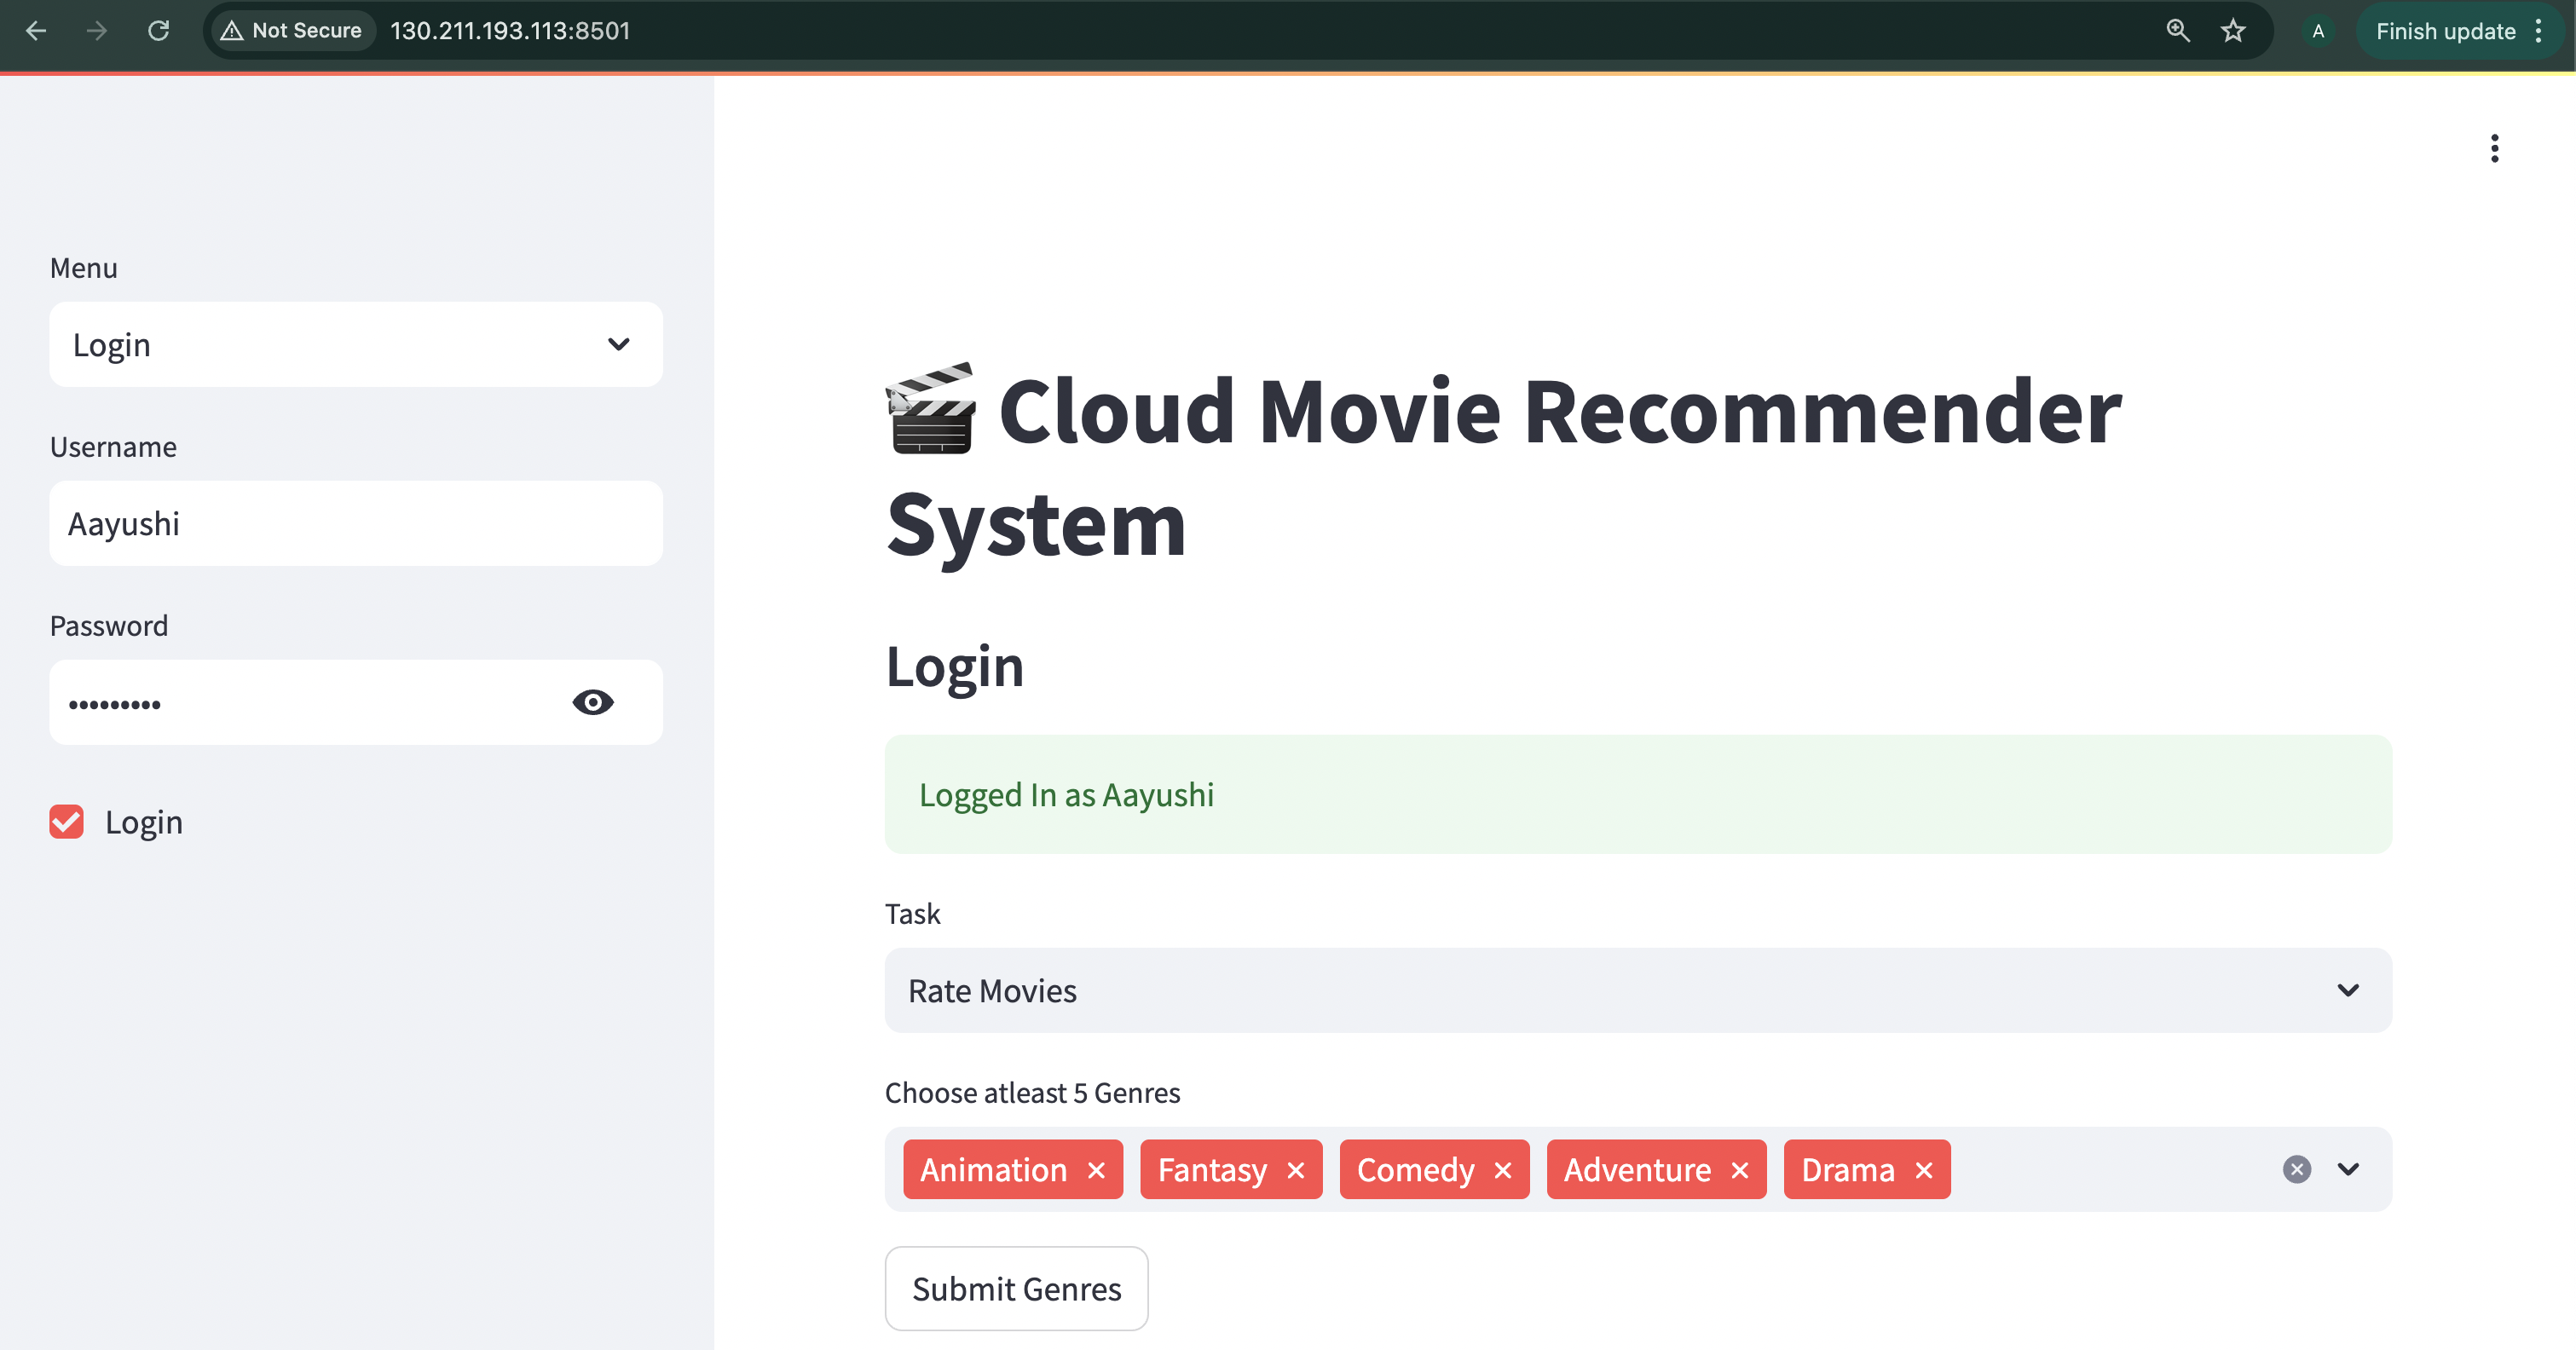 Not Secure 130.211.193.113:8501 A Finish update
Menu
Login
Username
Aayushi
Password
•••••••••
Login
🎬 Cloud Movie Recommender
System
Login
Logged In as Aayushi
Task
Rate Movies
Choose atleast 5 Genres
Animation Fantasy Comedy Adventure Drama
Submit Genres